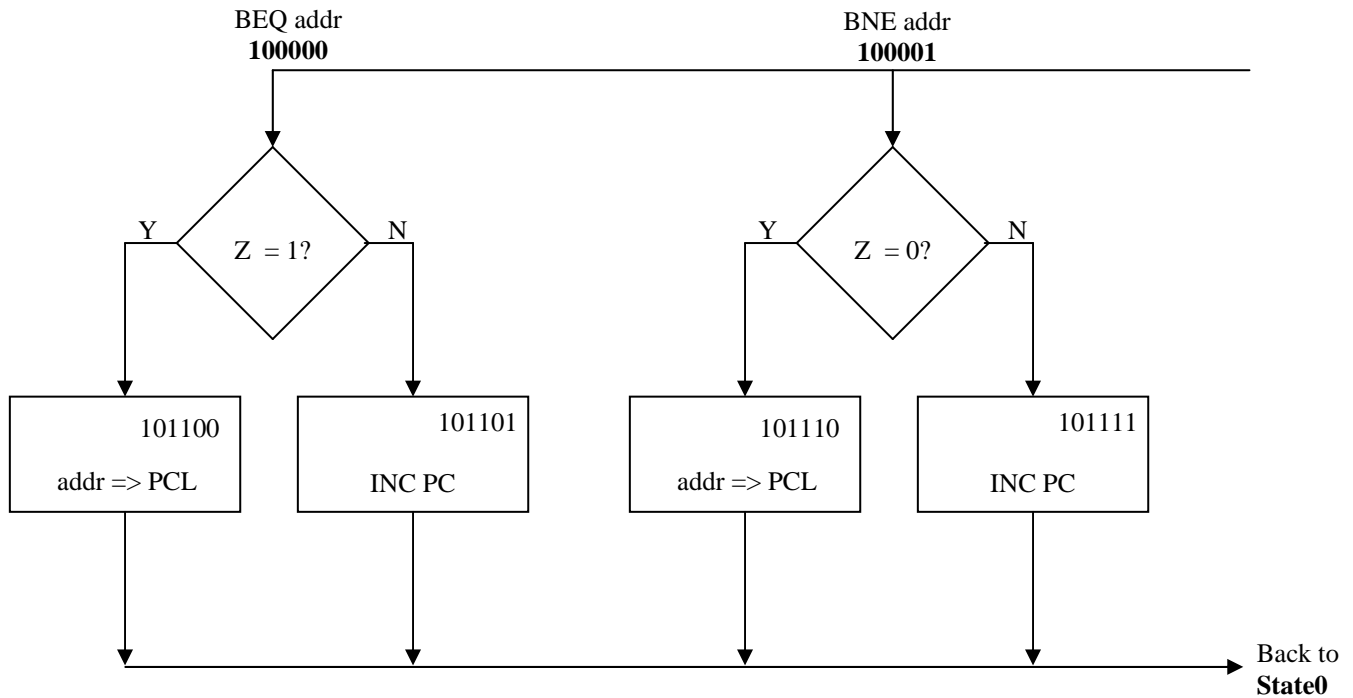 BEQ addr
100000
BNE addr
100001
Y
N
Z = 1?
Y
N
Z = 0?
101100
addr => PCL
101101
INC PC
101110
addr => PCL
101111
INC PC
Back to
State0